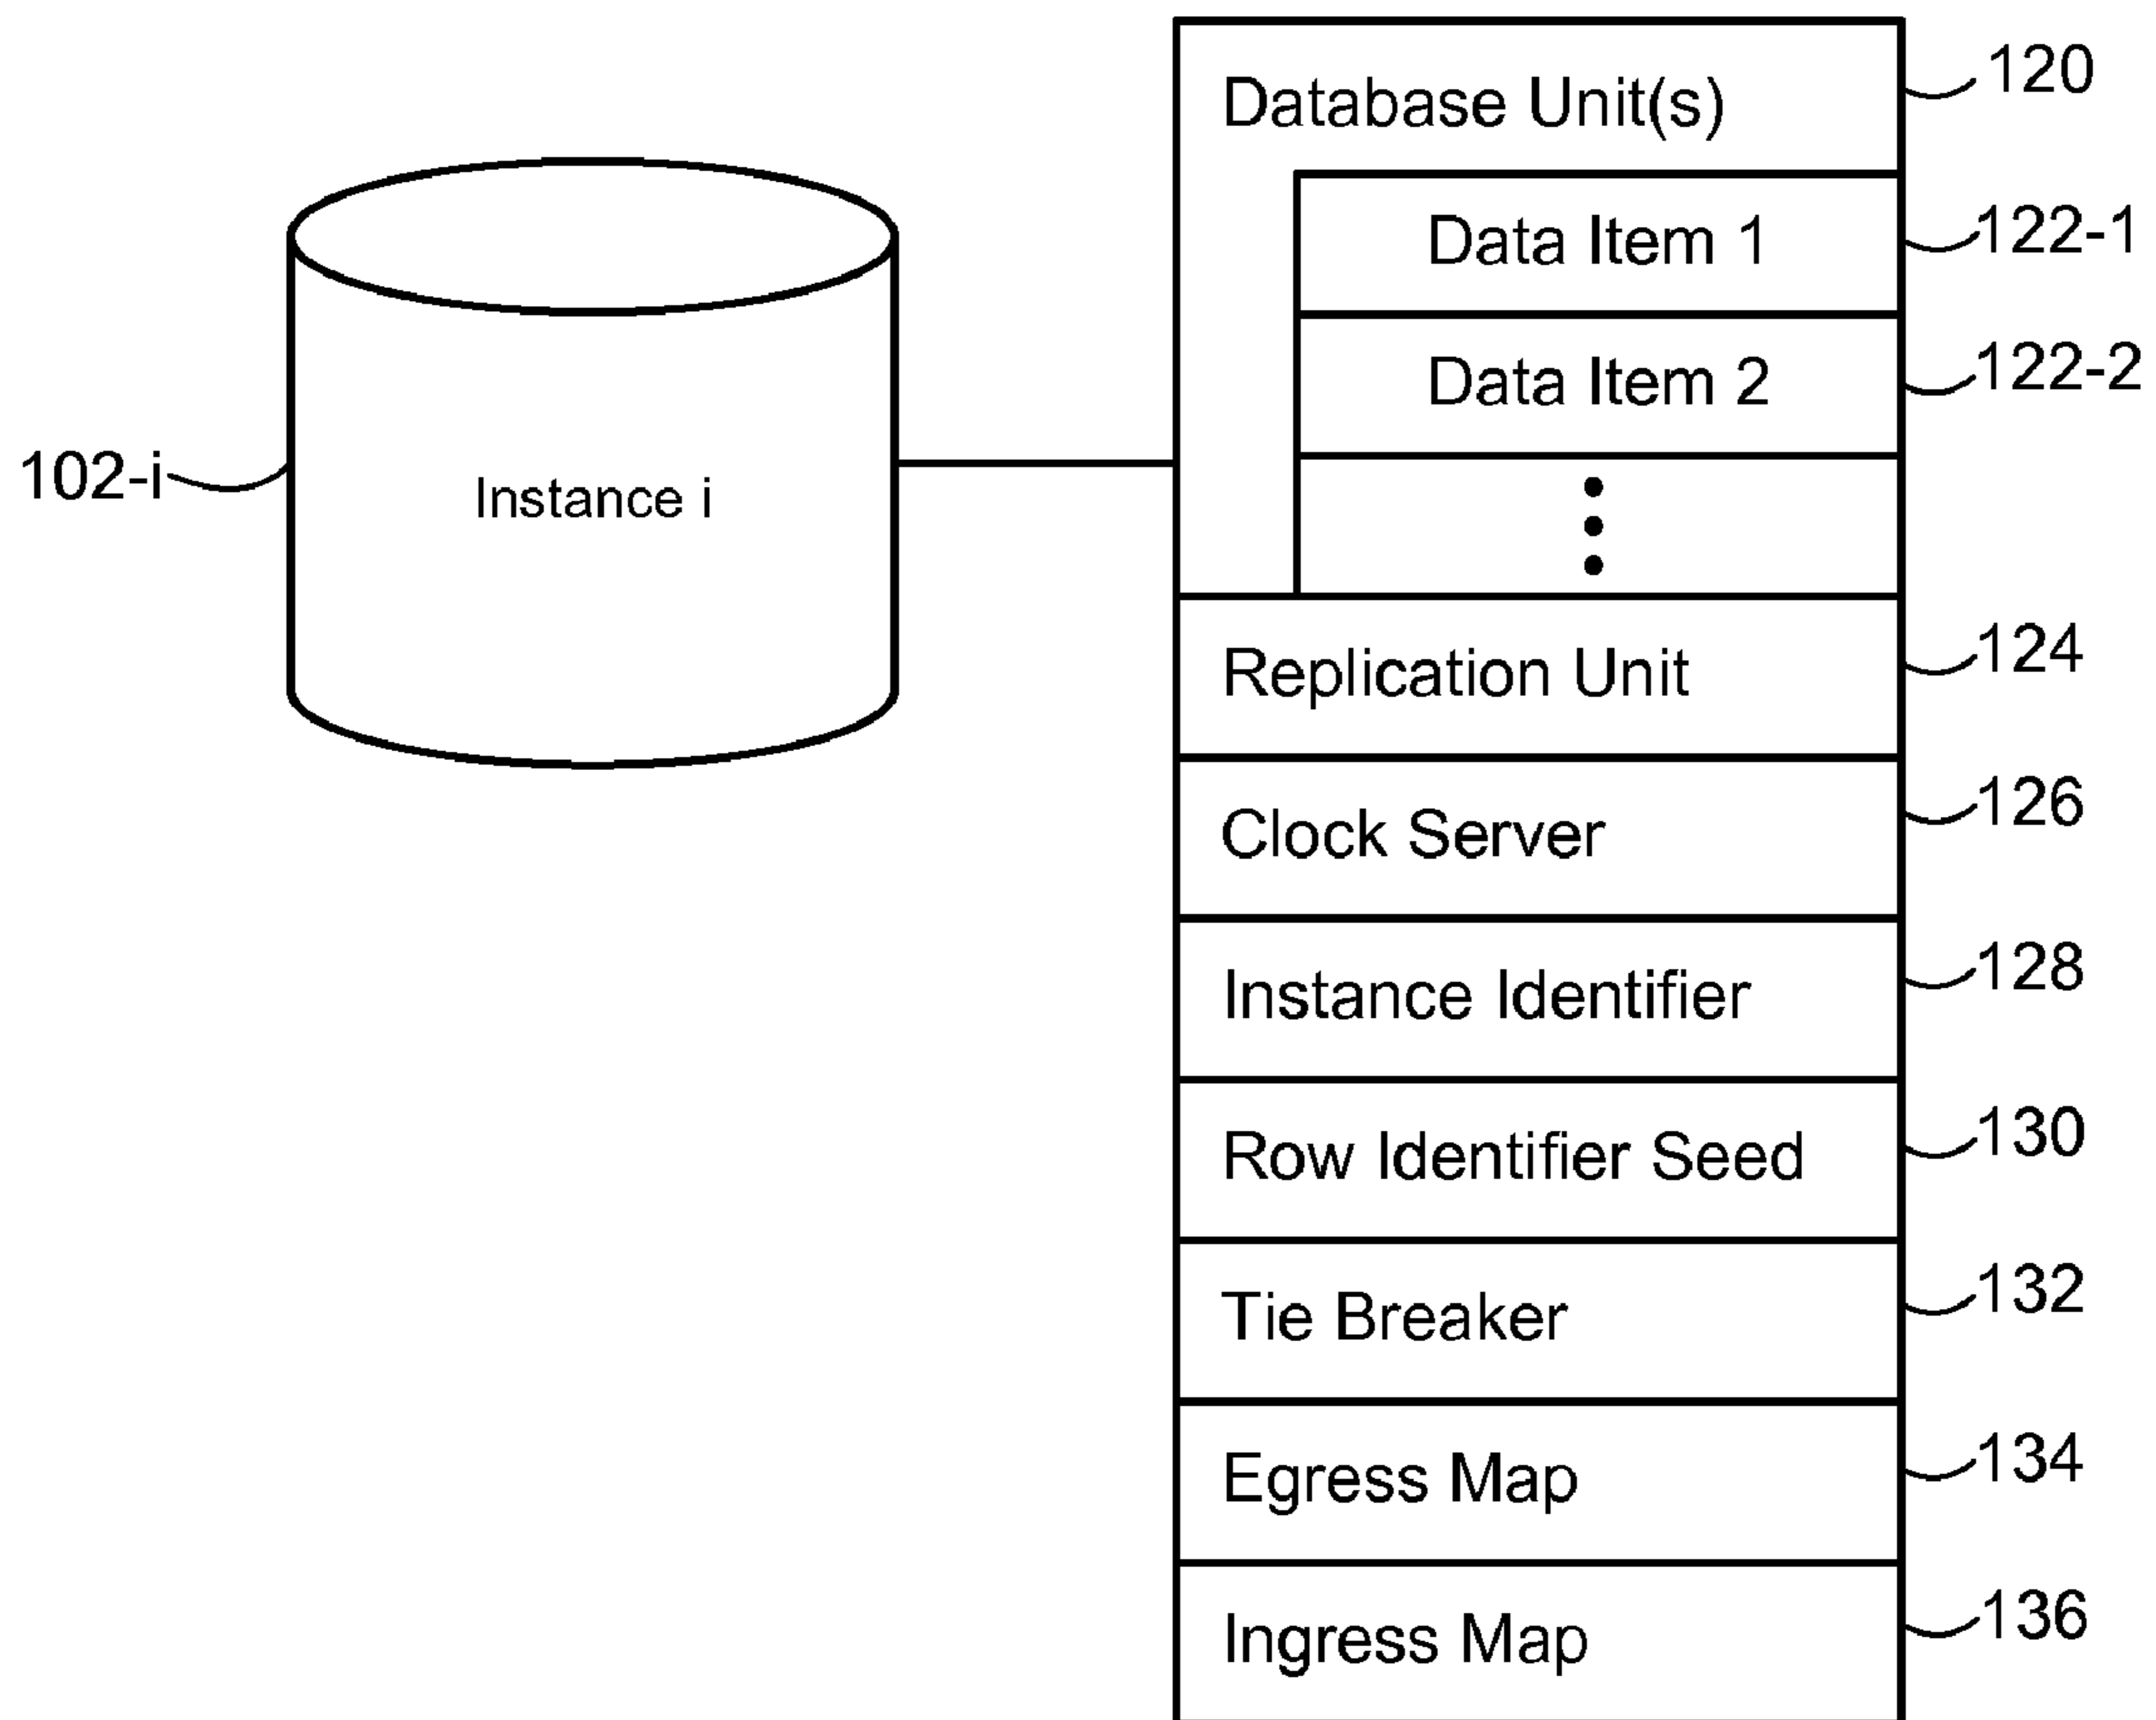 102-i
Instance i
Database Unit(s)
120
Data Item 1
122-1
Data Item 2
122-2
Replication Unit
124
Clock Server
126
Instance Identifier
128
Row Identifier Seed
130
Tie Breaker
132
Egress Map
134
Ingress Map
136